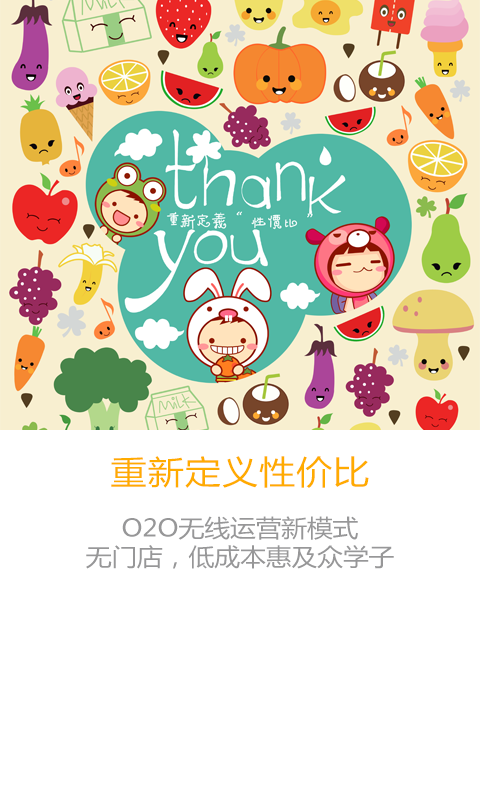 MiLK
thank
重新定義“性價比
you
MiLK
重新定义性价比
O2O无线运营新模式
无门店，低成本惠及众学子